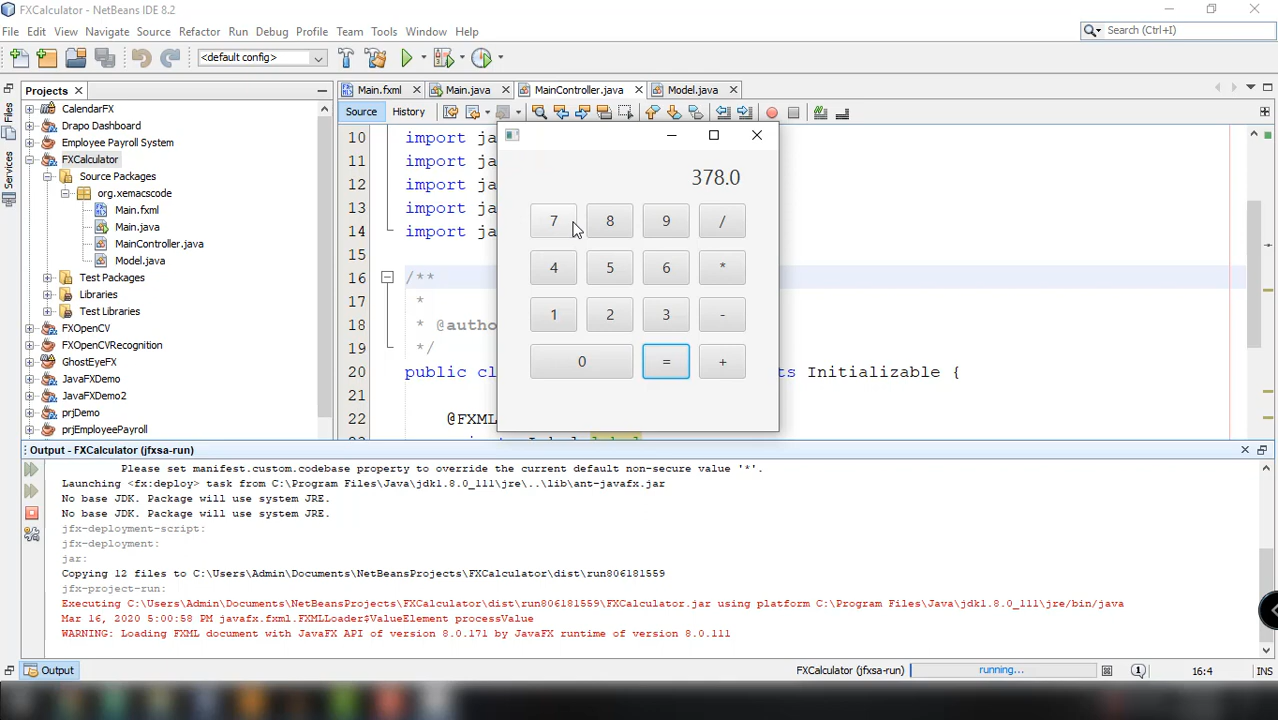 FXCalculator - NetBeans IDE 8.2
File Edit View Navigate Source Refactor Run Debug Profile Team Tools Window Help
Search (Ctrl+I)
<default config>
Projects
Main.fxml Main.java MainController.java Model.java
Source History
Files
Services
CalendarFX
Drapo Dashboard
Employee Payroll System
FXCalculator
Source Packages
org.xemacscode
Main.fxml
Main.java
MainController.java
Model.java
Test Packages
Libraries
Test Libraries
FXOpenCV
FXOpenCVRecognition
GhostEyeFX
JavaFXDemo
JavaFXDemo2
prjDemo
prjEmployeePayroll
10 import ja
11 import ja
12 import ja
13 import ja
14 import ja
15
16 /**
17 *
18 * @autho
19 */
20 public cl ts Initializable {
21
22 @FXML
378.0
7 8 9 /
4 5 6 *
1 2 3 -
0 = +
Output - FXCalculator (jfxsa-run)
Please set manifest.custom.codebase property to override the current default non-secure value '*'.
Launching <fx:deploy> task from C:\Program Files\Java\jdk1.8.0_111\jre\..\lib\ant-javafx.jar
No base JDK. Package will use system JRE.
No base JDK. Package will use system JRE.
jfx-deployment-script:
jfx-deployment:
jar:
Copying 12 files to C:\Users\Admin\Documents\NetBeansProjects\FXCalculator\dist\run806181559
jfx-project-run:
Executing C:\Users\Admin\Documents\NetBeansProjects\FXCalculator\dist\run806181559\FXCalculator.jar using platform C:\Program Files\Java\jdk1.8.0_111\jre/bin/java
Mar 16, 2020 5:00:58 PM javafx.fxml.FXMLLoader$ValueElement processValue
WARNING: Loading FXML document with JavaFX API of version 8.0.171 by JavaFX runtime of version 8.0.111
Output
FXCalculator (jfxsa-run) running... 1 16:4 INS